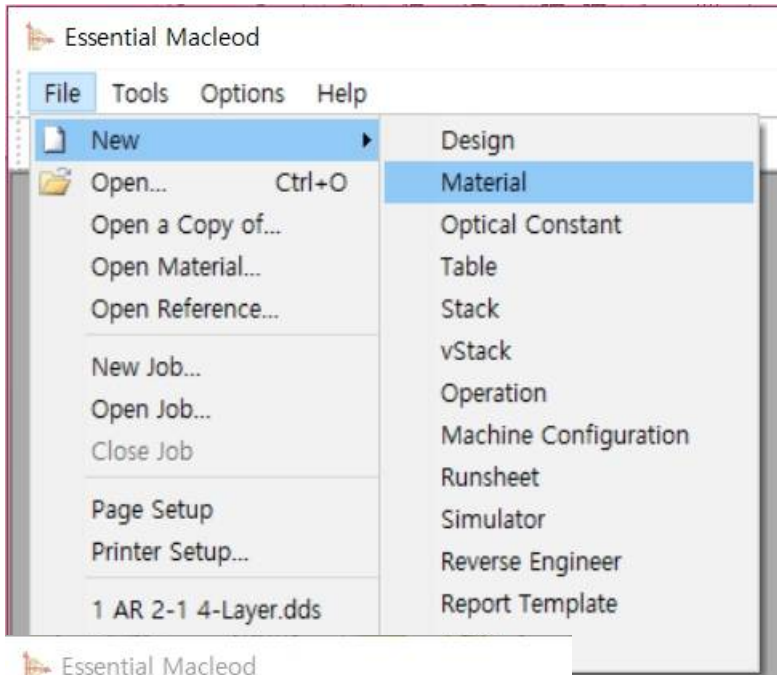 Essential Macleod
File Tools Options Help
New
Open... Ctrl+O
Open a Copy of...
Open Material...
Open Reference...
New Job...
Open Job...
Close Job
Page Setup
Printer Setup...
1 AR 2-1 4-Layer.dds
Design
Material
Optical Constant
Table
Stack
vStack
Operation
Machine Configuration
Runsheet
Simulator
Reverse Engineer
Report Template
Essential Macleod